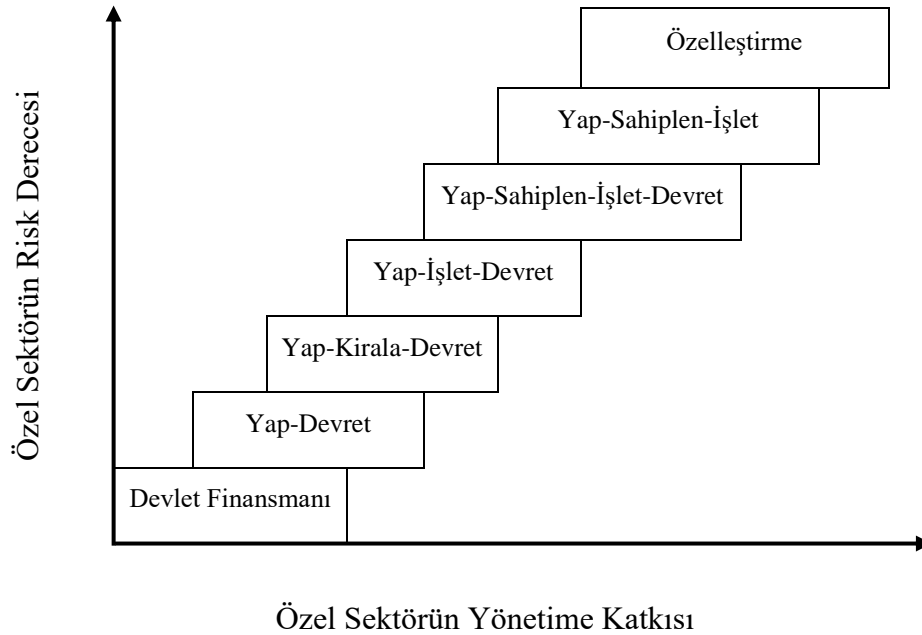 Özelleştirme
Yap-Sahiplen-İşlet
Yap-Sahiplen-İşlet-Devret
Yap-İşlet-Devret
Yap-Kirala-Devret
Yap-Devret
Devlet Finansmanı
Özel Sektörün Risk Derecesi
Özel Sektörün Yönetime Katkısı